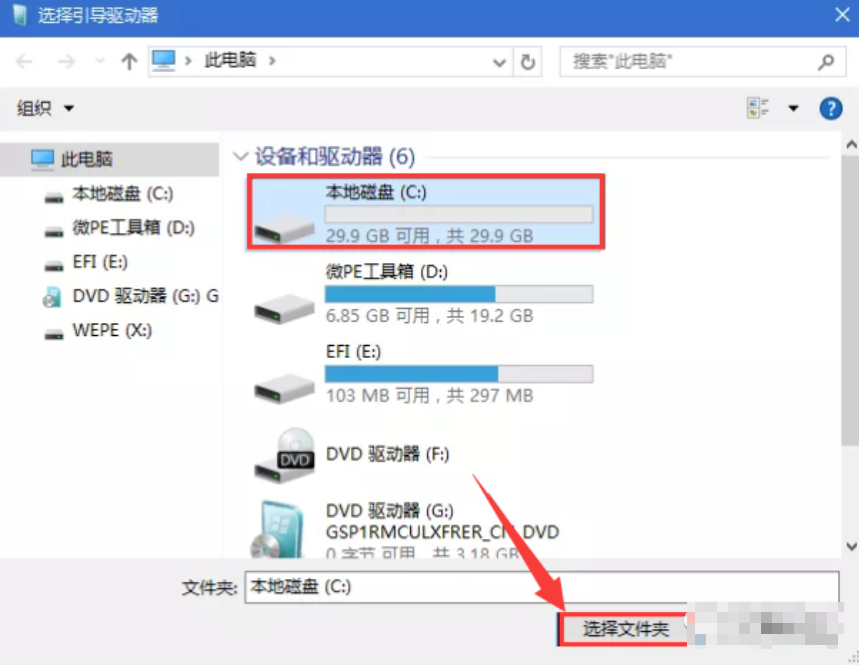 选择引导驱动器
此电脑
搜索"此电脑"
组织
此电脑
本地磁盘 (C:)
微PE工具箱 (D:)
EFI (E:)
DVD 驱动器 (G:) G
WEPE (X:)
设备和驱动器 (6)
本地磁盘 (C:)
29.9 GB 可用，共 29.9 GB
微PE工具箱 (D:)
6.85 GB 可用，共 19.2 GB
EFI (E:)
103 MB 可用，共 297 MB
DVD
DVD 驱动器 (F:)
DVD 驱动器 (G:)
DVD
0 字节 可用，共 3.18 GB
文件夹:
本地磁盘 (C:)
选择文件夹